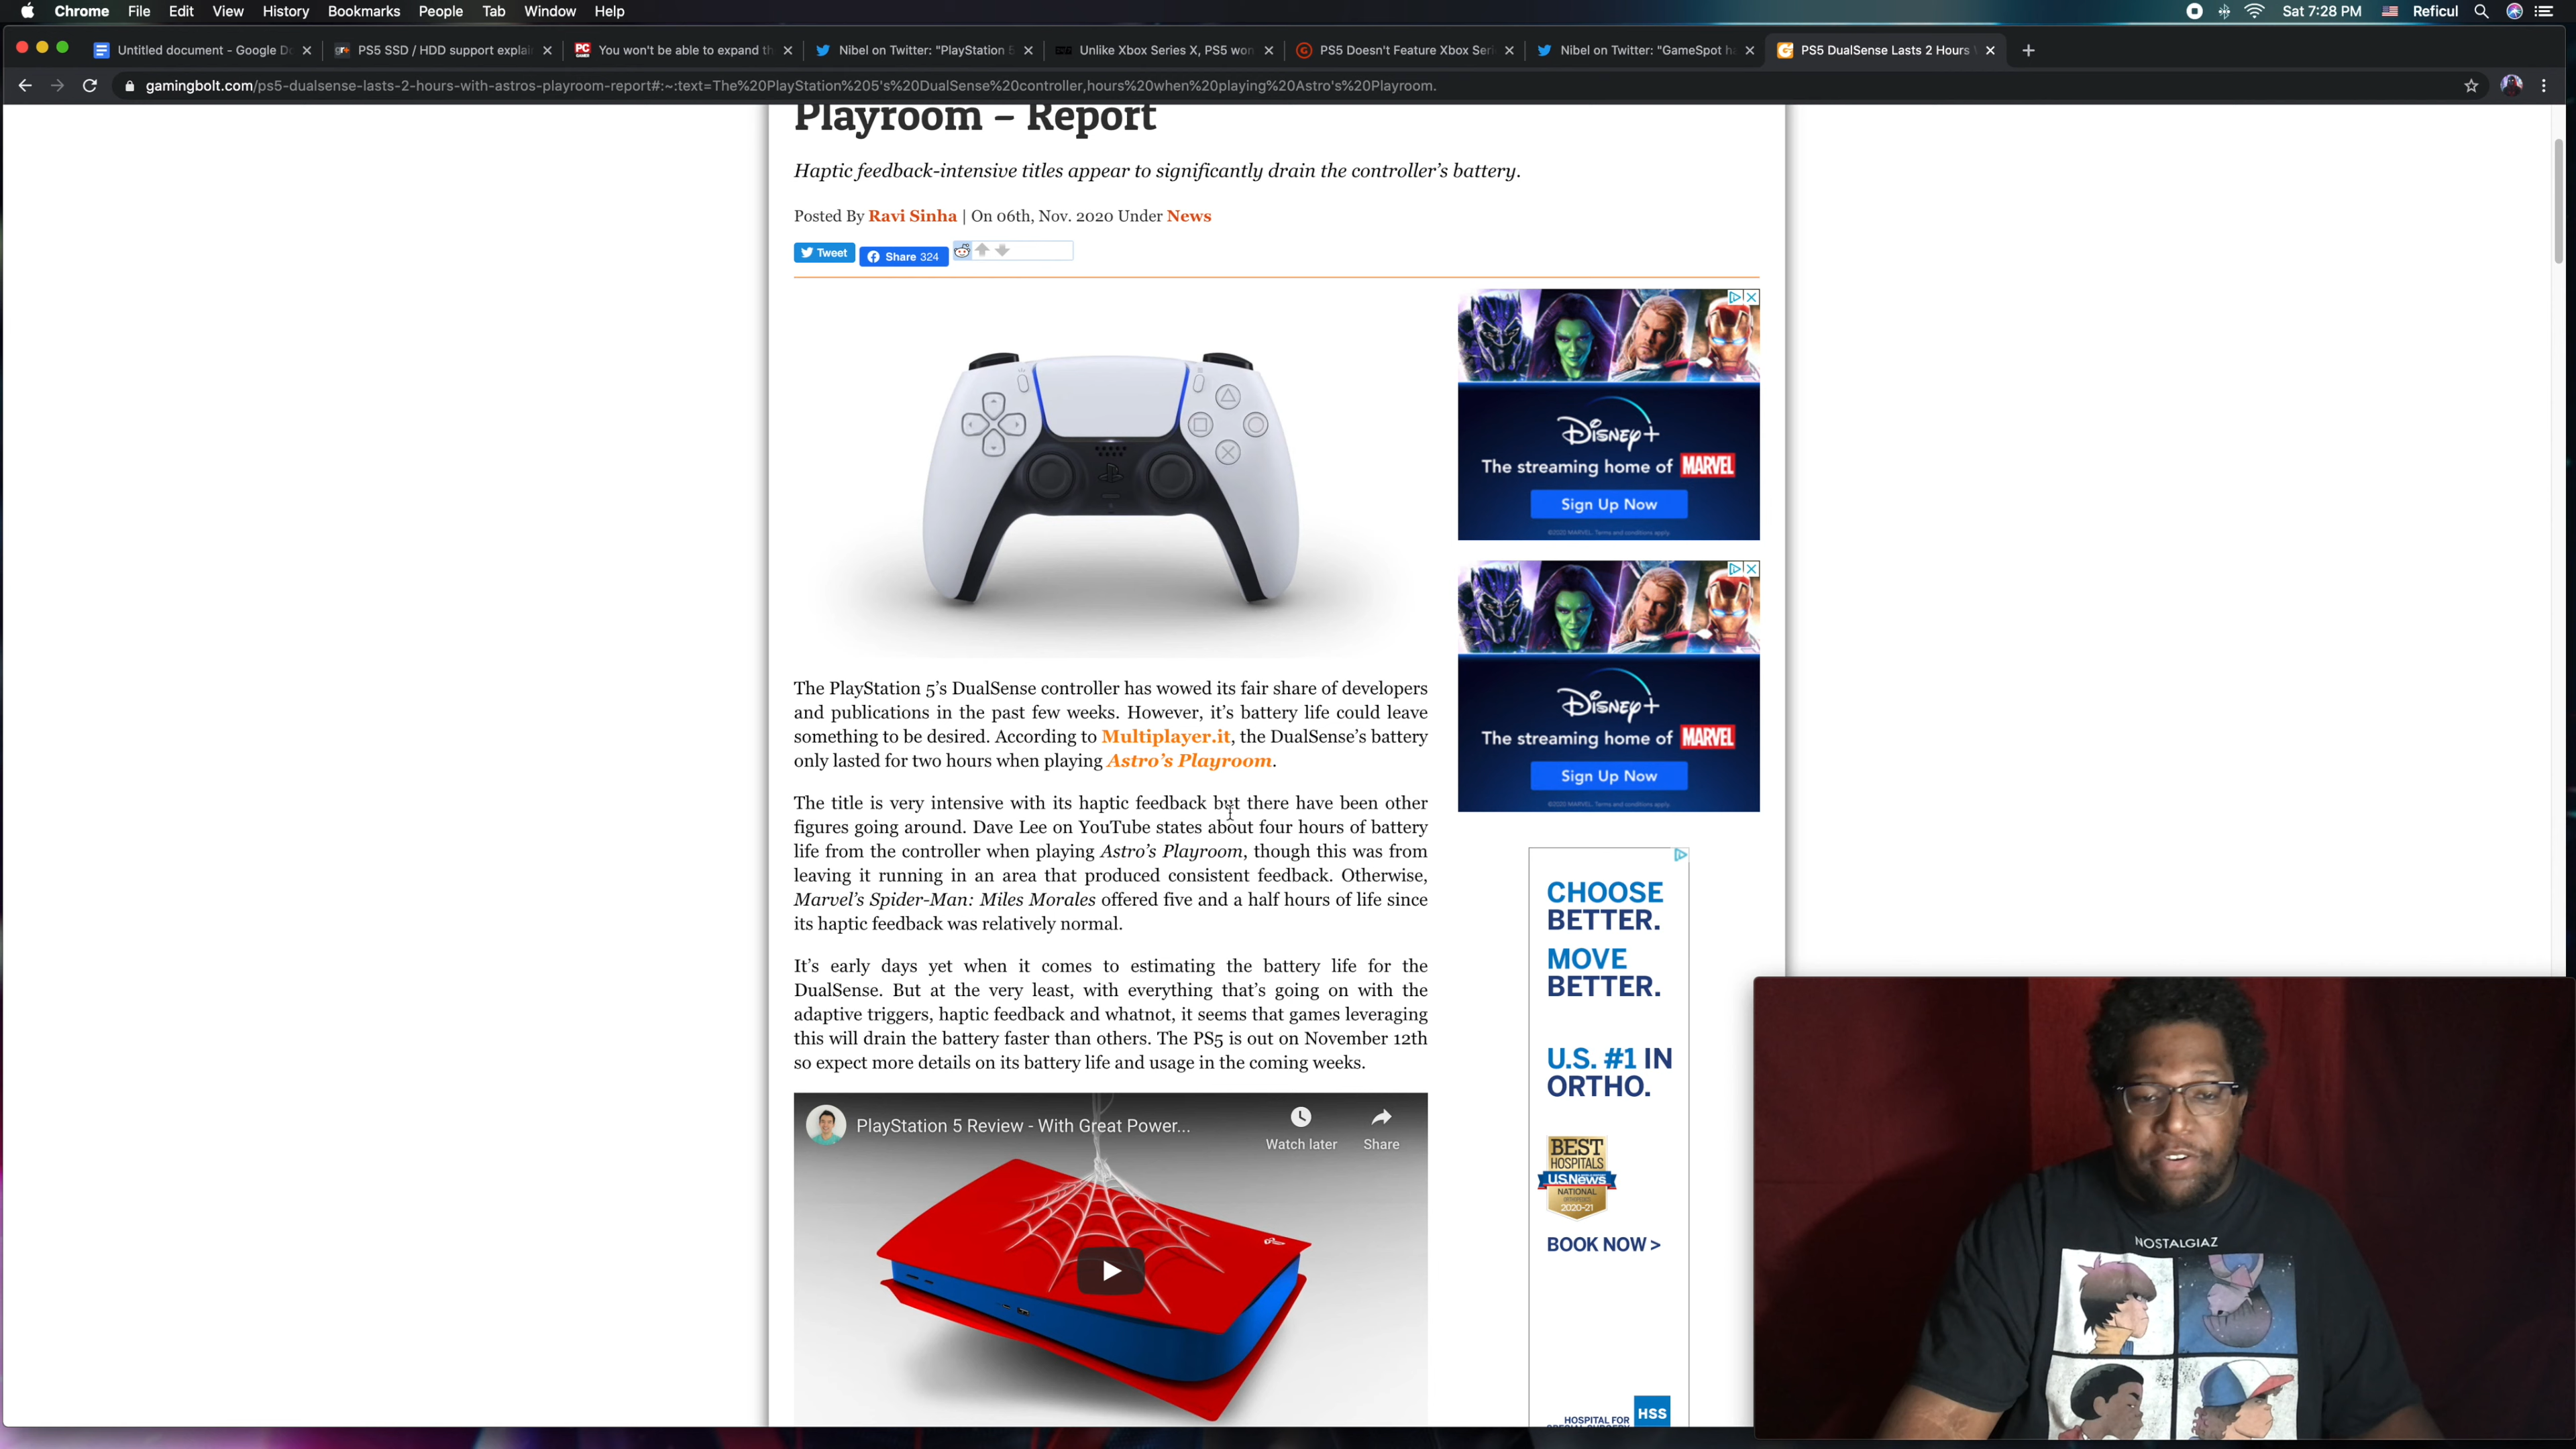 Chrome File Edit View History Bookmarks People Tab Window Help Sat 7:28 PM Reficul
Untitled document - Google Do PS5 SSD / HDD support explai You won't be able to expand th Nibel on Twitter: "PlayStation 5 Unlike Xbox Series X, PS5 won PS5 Doesn't Feature Xbox Seri Nibel on Twitter: "GameSpot ha PS5 DualSense Lasts 2 Hours
gamingbolt.com/ps5-dualsense-lasts-2-hours-with-astros-playroom-report#:~:text=The%20PlayStation%205's%20DualSense%20controller,hours%20when%20playing%20Astro's%20Playroom.
Playroom – Report
Haptic feedback-intensive titles appear to significantly drain the controller's battery.
Posted By Ravi Sinha | On 06th, Nov. 2020 Under News
Tweet Share 324
The PlayStation 5's DualSense controller has wowed its fair share of developers
and publications in the past few weeks. However, it's battery life could leave
something to be desired. According to Multiplayer.it, the DualSense's battery
only lasted for two hours when playing Astro's Playroom.
The title is very intensive with its haptic feedback but there have been other
figures going around. Dave Lee on YouTube states about four hours of battery
life from the controller when playing Astro's Playroom, though this was from
leaving it running in an area that produced consistent feedback. Otherwise,
Marvel's Spider-Man: Miles Morales offered five and a half hours of life since
its haptic feedback was relatively normal.
It's early days yet when it comes to estimating the battery life for the
DualSense. But at the very least, with everything that's going on with the
adaptive triggers, haptic feedback and whatnot, it seems that games leveraging
this will drain the battery faster than others. The PS5 is out on November 12th
so expect more details on its battery life and usage in the coming weeks.
PlayStation 5 Review - With Great Power...
Watch later Share
Disney+
The streaming home of MARVEL
Sign Up Now
©2020 MARVEL. Terms and conditions apply.
Disney+
The streaming home of MARVEL
Sign Up Now
©2020 MARVEL. Terms and conditions apply.
CHOOSE
BETTER.
MOVE
BETTER.
U.S. #1 IN
ORTHO.
BEST
HOSPITALS
U.S.News
NATIONAL
2020-21
BOOK NOW >
HOSPITAL FOR
HSS
NOSTALGIAZ